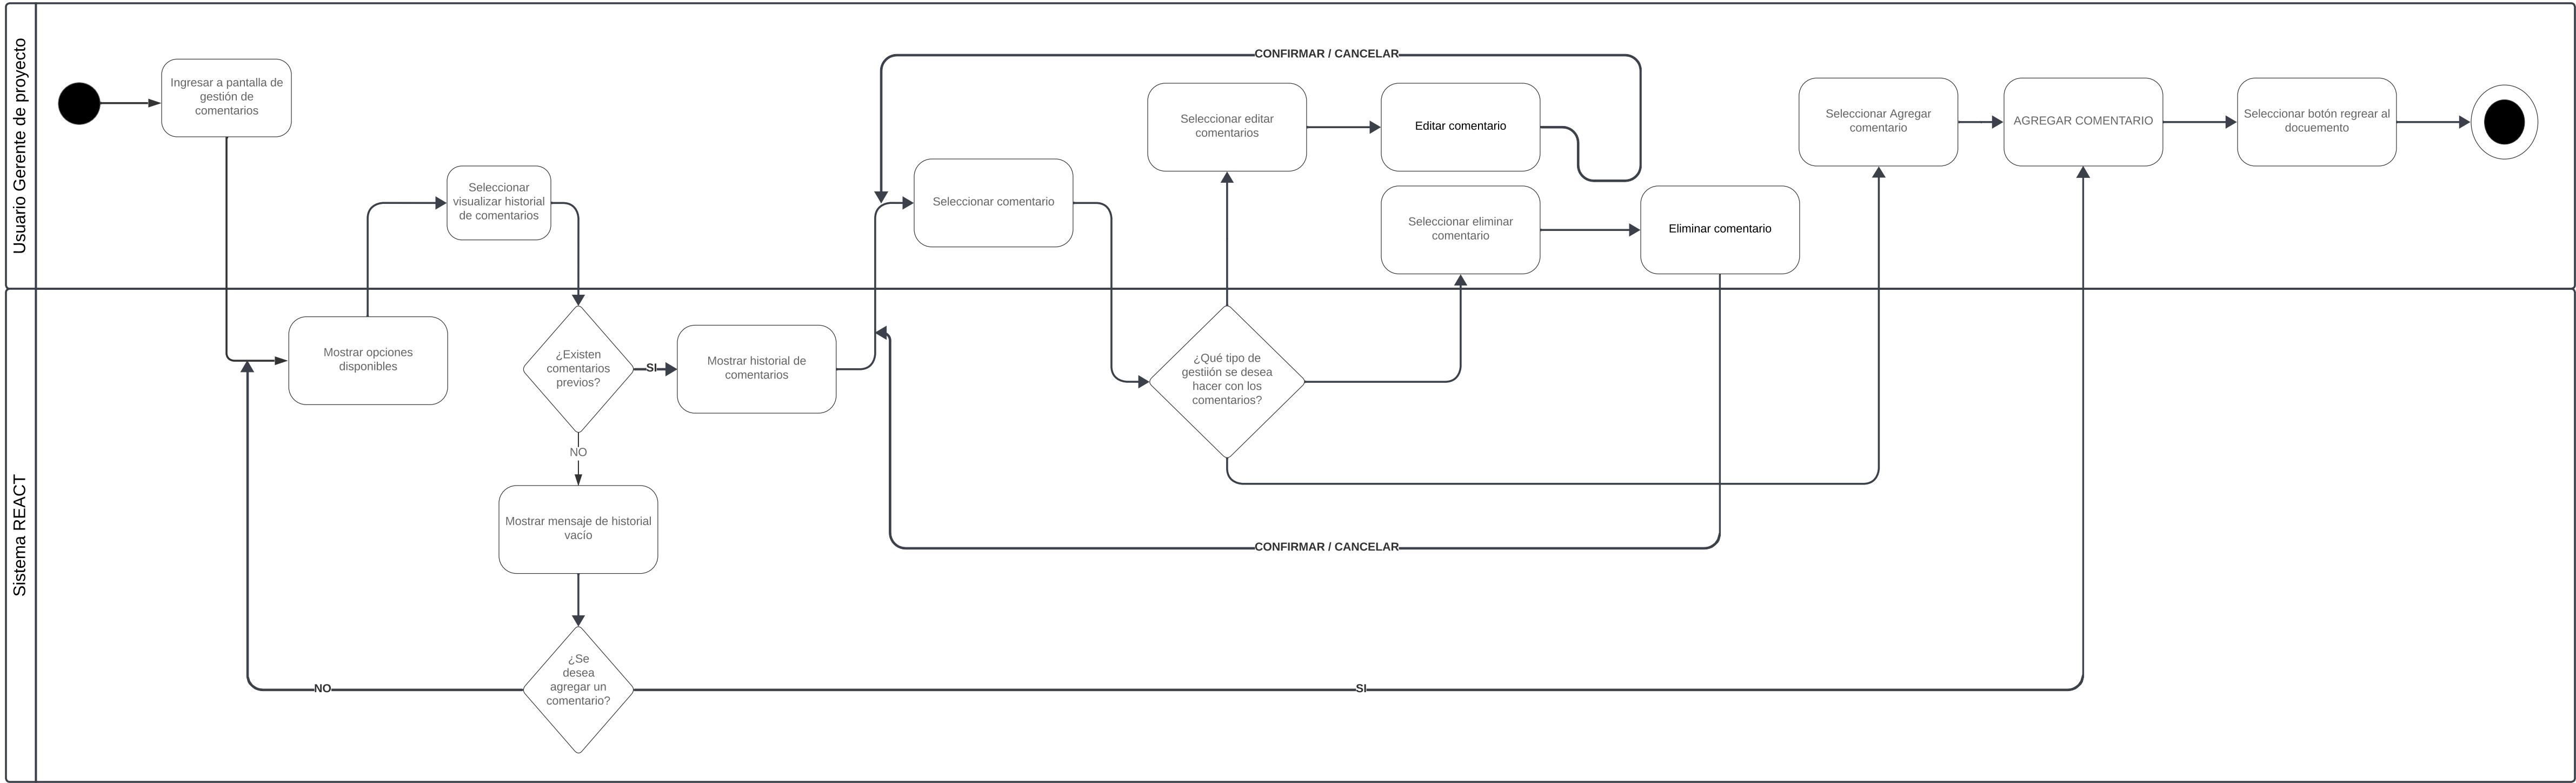 Usuario Gerente de proyecto
Ingresar a pantalla de
gestión de
comentarios
Seleccionar
visualizar historial
de comentarios
CONFIRMAR / CANCELAR
Seleccionar comentario
Seleccionar editar
comentarios
Editar comentario
Seleccionar eliminar
comentario
Eliminar comentario
Seleccionar Agregar
comentario
AGREGAR COMENTARIO
Seleccionar botón regrear al
docuemento
Sistema REACT
Mostrar opciones
disponibles
¿Existen
comentarios
previos?
SI
Mostrar historial de
comentarios
¿Qué tipo de
gestiión se desea
hacer con los
comentarios?
NO
Mostrar mensaje de historial
vacío
CONFIRMAR / CANCELAR
¿Se
desea
agregar un
comentario?
NO
SI